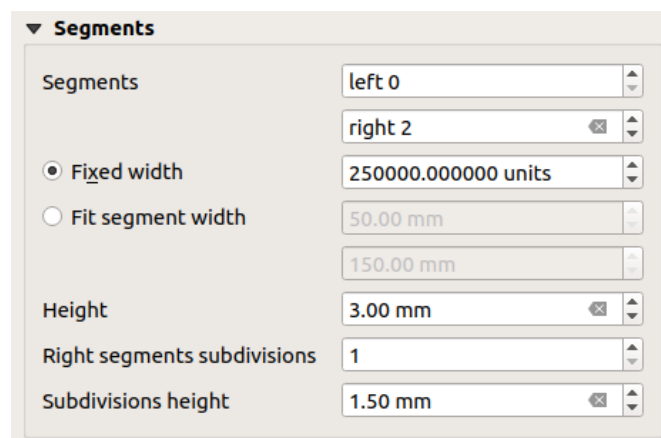 Segments
Segments left 0
right 2
Fixed width 250000.000000 units
Fit segment width 50.00 mm
150.00 mm
Height 3.00 mm
Right segments subdivisions 1
Subdivisions height 1.50 mm